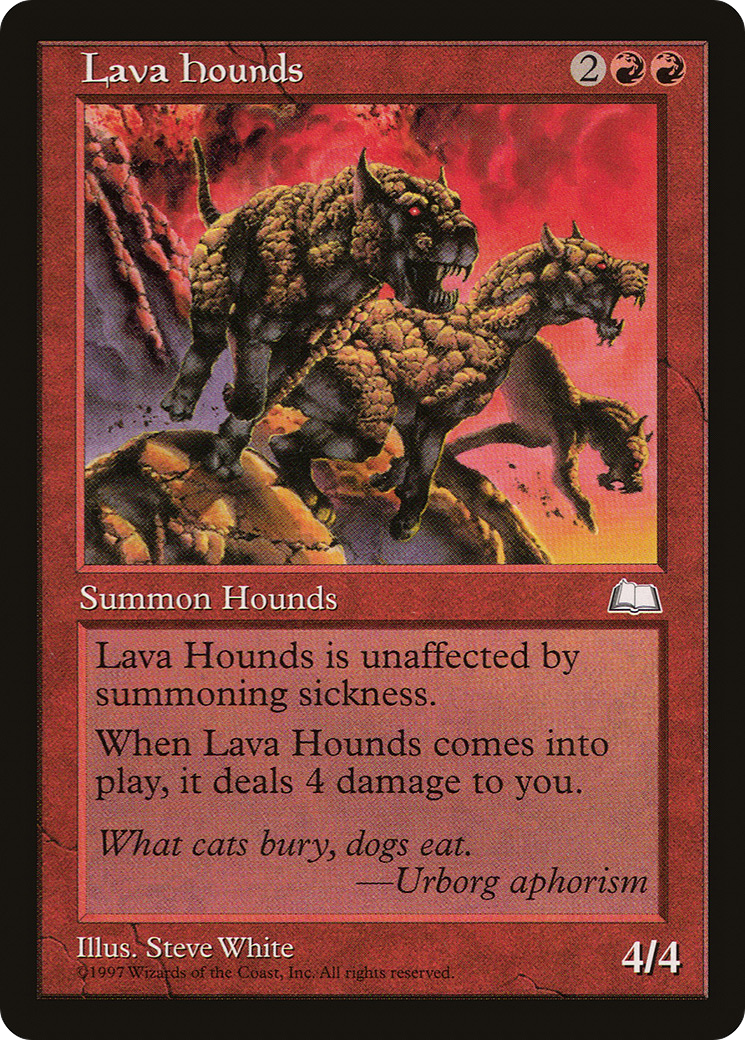 Lava Hounds
2
Summon Hounds
Lava Hounds is unaffected by
summoning sickness.
When Lava Hounds comes into
play, it deals 4 damage to you.
What cats bury, dogs eat.
—Urborg aphorism
Illus. Steve White
©1997 Wizards of the Coast, Inc. All rights reserved.
4/4